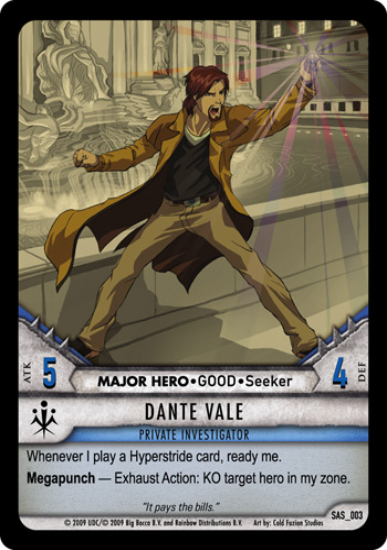 ATK 5 MAJOR HERO•GOOD•Seeker 4 DEF
DANTE VALE
PRIVATE INVESTIGATOR
Whenever I play a Hyperstride card, ready me.
Megapunch — Exhaust Action: KO target hero in my zone.
"It pays the bills."
SAS_003
© 2009 UDC/© 2009 Big Bocca B.V. and Rainbow Distributions B.V. Art by: Cold Fusion Studios